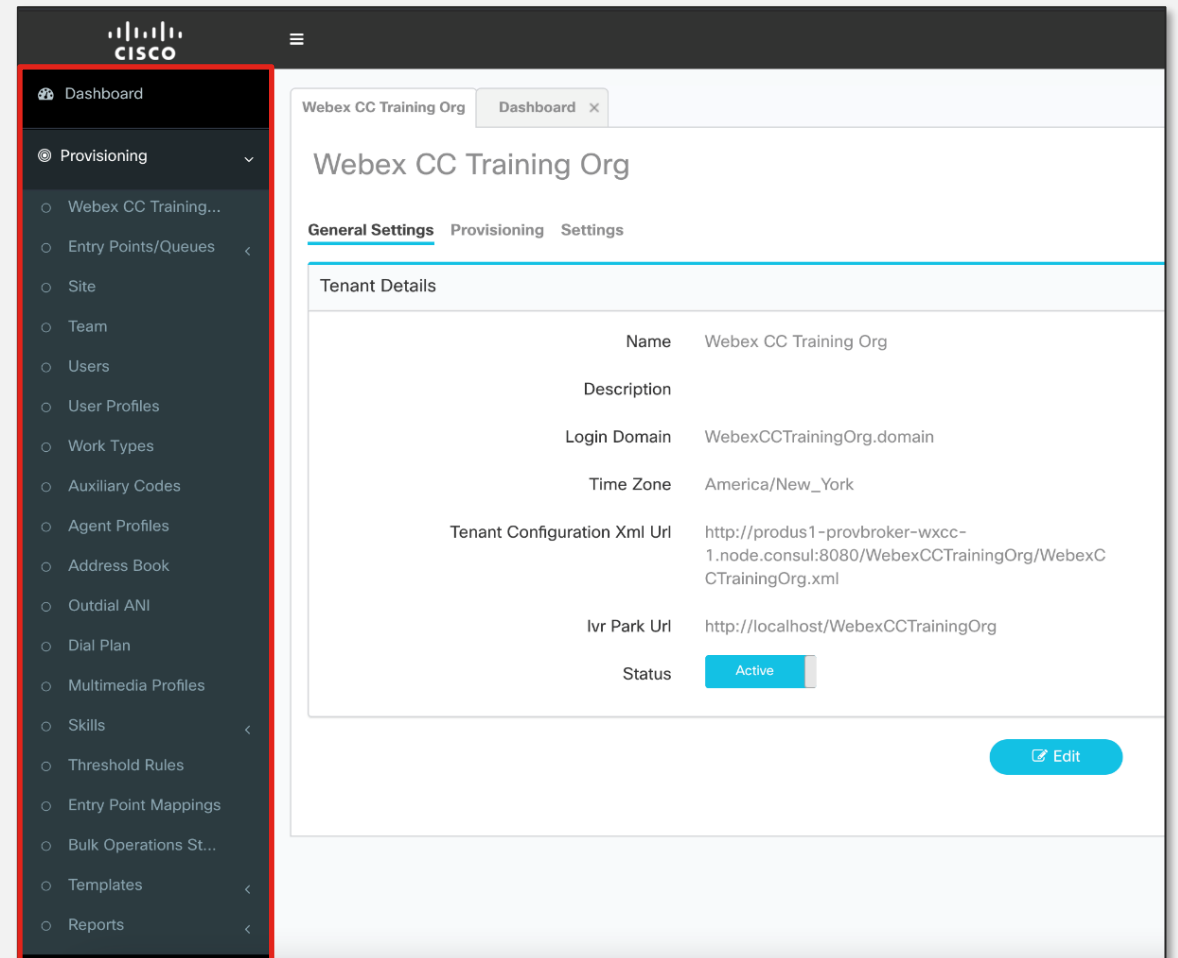 CISCO
Dashboard
Provisioning
Webex CC Training...
Entry Points/Queues
Site
Team
Users
User Profiles
Work Types
Auxiliary Codes
Agent Profiles
Address Book
Outdial ANI
Dial Plan
Multimedia Profiles
Skills
Threshold Rules
Entry Point Mappings
Bulk Operations St...
Templates
Reports
Webex CC Training Org Dashboard ×
Webex CC Training Org
General Settings Provisioning Settings
Tenant Details
Name Webex CC Training Org
Description
Login Domain WebexCCTrainingOrg.domain
Time Zone America/New_York
Tenant Configuration Xml Url http://produs1-provbroker-wxcc-
1.node.consul:8080/WebexCCTrainingOrg/WebexC
CTrainingOrg.xml
Ivr Park Url http://localhost/WebexCCTrainingOrg
Status Active
Edit